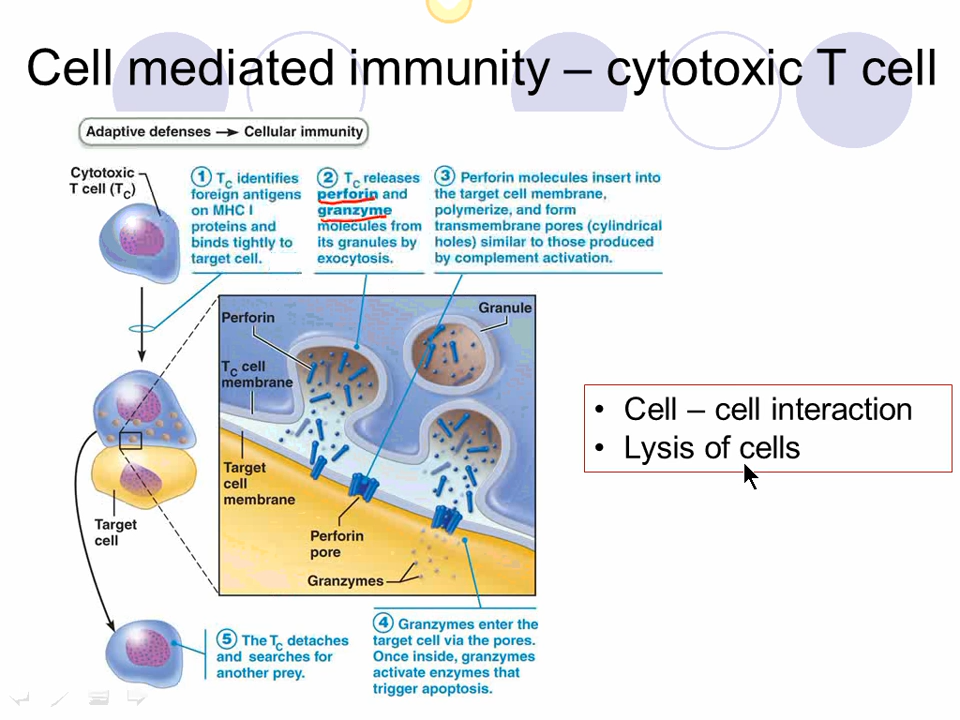 Cell mediated immunity – cytotoxic T cell
Adaptive defenses → Cellular immunity
Cytotoxic
T cell (TC)
1 TC identifies
foreign antigens
on MHC I
proteins and
binds tightly to
target cell.
2 TC releases
perforin and
granzyme
molecules from
its granules by
exocytosis.
3 Perforin molecules insert into
the target cell membrane,
polymerize, and form
transmembrane pores (cylindrical
holes) similar to those produced
by complement activation.
Perforin
Granule
TC cell
membrane
Target
cell
membrane
Perforin
pore
Granzymes
Target
cell
• Cell – cell interaction
• Lysis of cells
4 Granzymes enter the
target cell via the pores.
Once inside, granzymes
activate enzymes that
trigger apoptosis.
5 The TC detaches
and searches for
another prey.